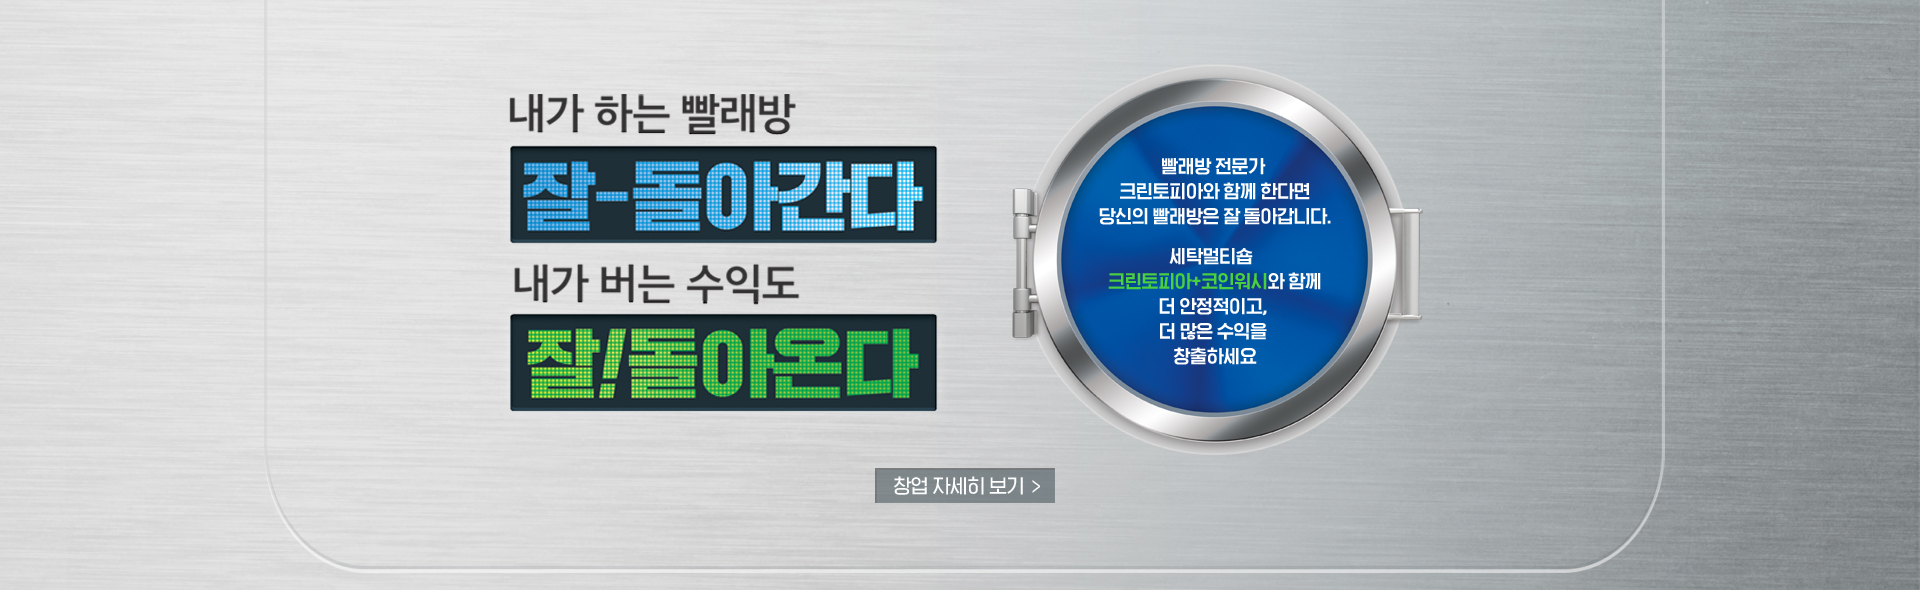 내가 하는 빨래방
잘-돌아간다
내가 버는 수익도
잘!돌아온다
빨래방 전문가
크린토피아와 함께 한다면
당신의 빨래방은 잘 돌아갑니다.
세탁멀티숍
크린토피아+코인워시와 함께
더 안정적이고,
더 많은 수익을
창출하세요
창업 자세히 보기 >